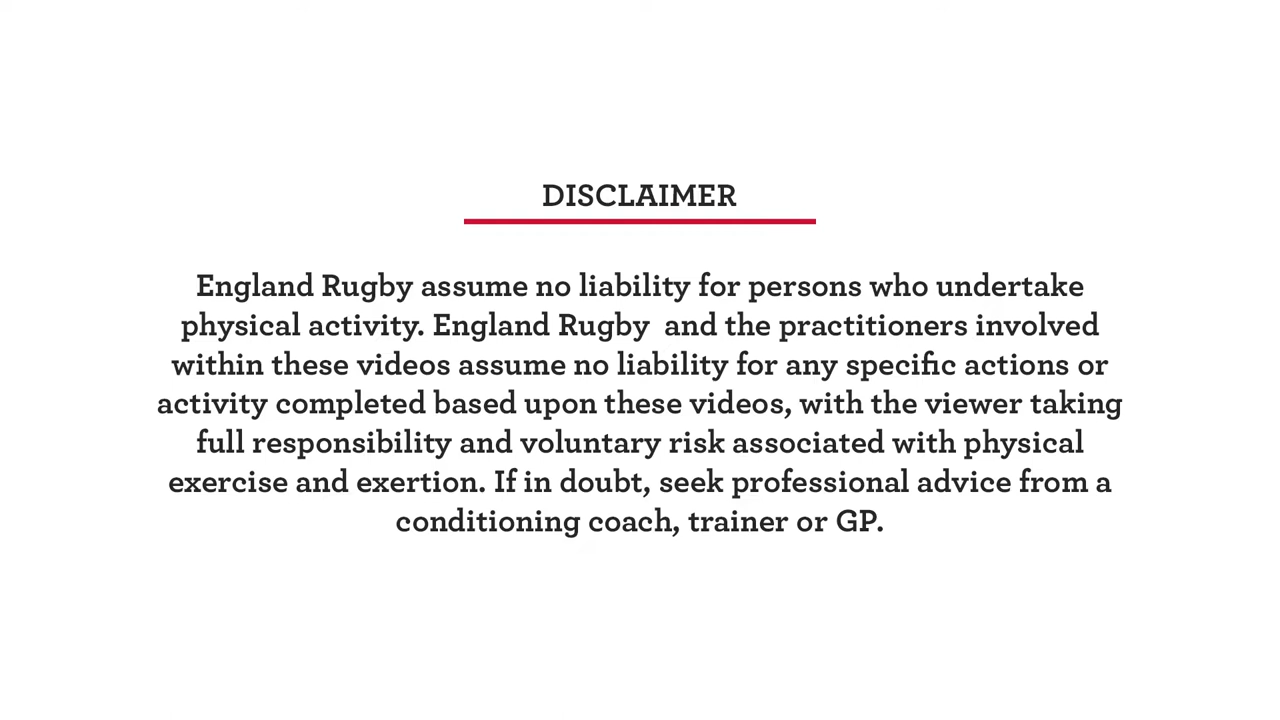 DISCLAIMER
England Rugby assume no liability for persons who undertake
physical activity. England Rugby  and the practitioners involved
within these videos assume no liability for any specific actions or
activity completed based upon these videos, with the viewer taking
full responsibility and voluntary risk associated with physical
exercise and exertion. If in doubt, seek professional advice from a
conditioning coach, trainer or GP.